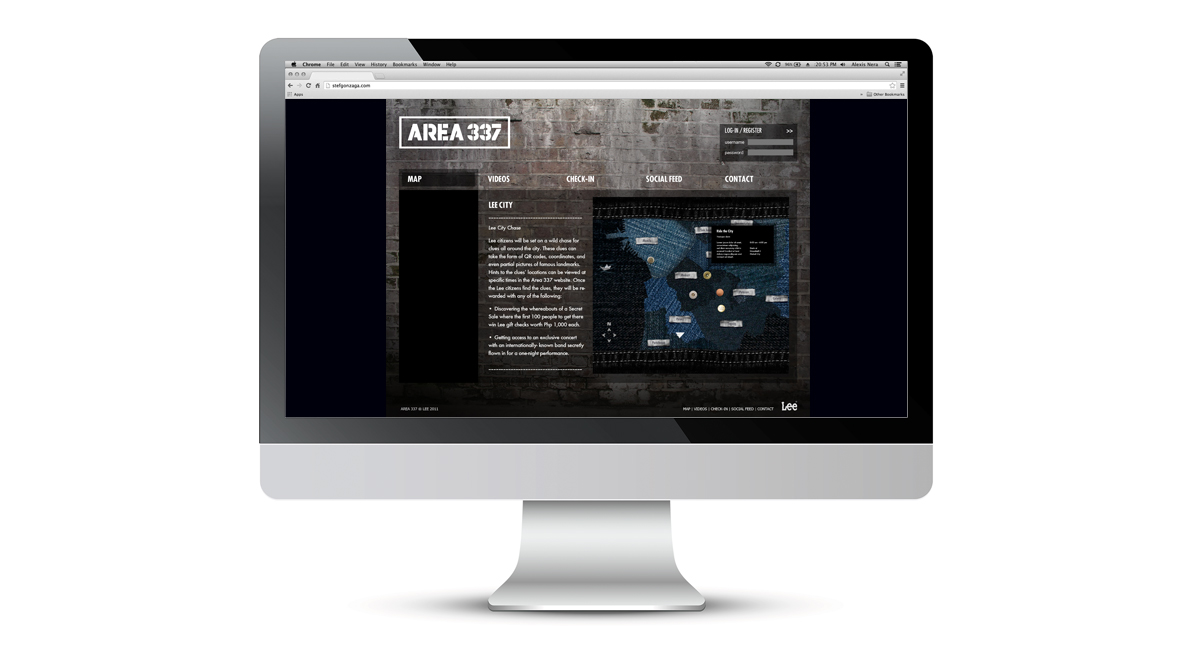 Chrome File Edit View History Bookmarks Window Help
20:53 PM Alexis Nera
stefgonzaga.com
Apps
Other Bookmarks
AREA 337
LOG-IN / REGISTER >>
username
password
MAP VIDEOS CHECK-IN SOCIAL FEED CONTACT
LEE CITY
Lee City Chase
Lee citizens will be set on a wild chase for
clues all around the city. These clues can
take the form of QR codes, coordinates, and
even partial pictures of famous landmarks.
Hints to the clues' locations can be viewed at
specific times in the Area 337 website. Once
the Lee citizens find the clues, they will be re-
warded with any of the following:
• Discovering the whereabouts of a Secret
Sale where the first 100 people to get there
win Lee gift checks worth Php 1,000 each.
• Getting access to an exclusive concert
with an internationally- known band secretly
flown in for a one-night performance.
Ride the City
N
AREA 337 @ LEE 2011
MAP | VIDEOS | CHECK-IN | SOCIAL FEED | CONTACT
Lee